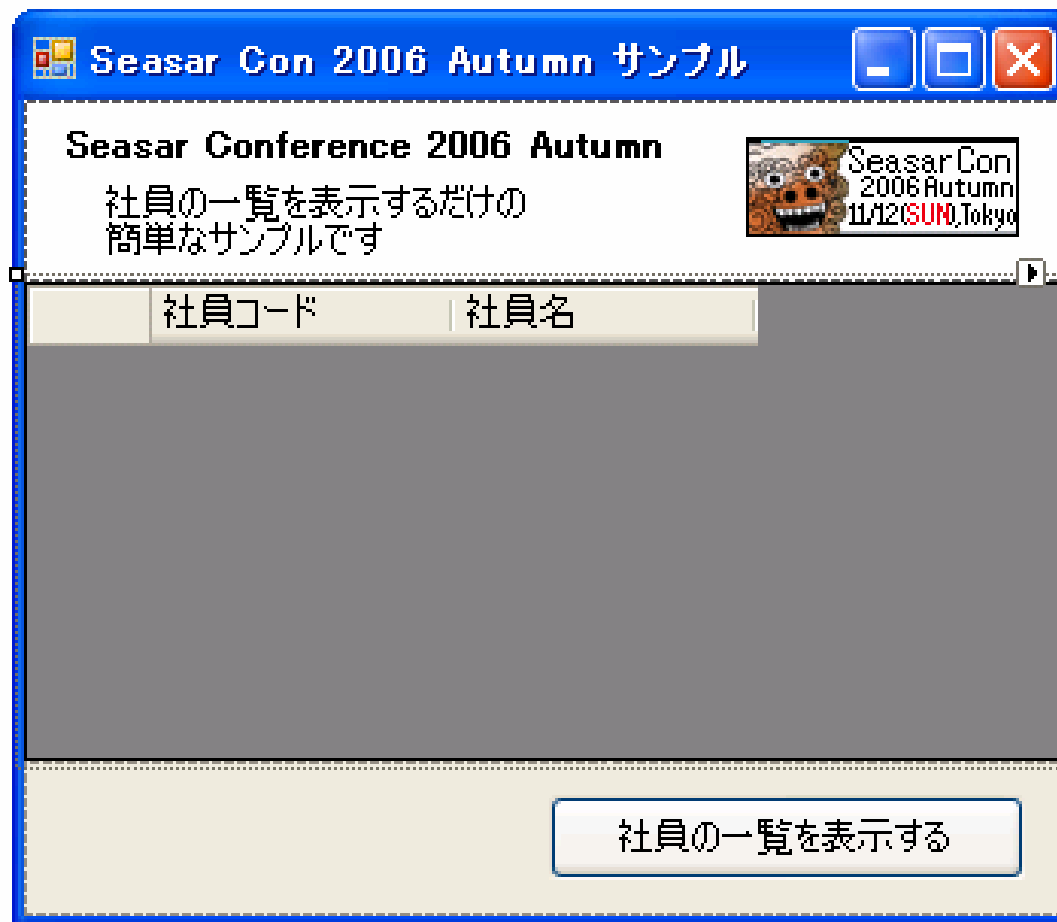 Seasar Con 2006 Autumn サンプル
Seasar Conference 2006 Autumn
社員の一覧を表示するだけの
簡単なサンプルです
Seasar Con
2006 Autumn
11/12(SUN),Tokyo
社員コード 社員名
社員の一覧を表示する